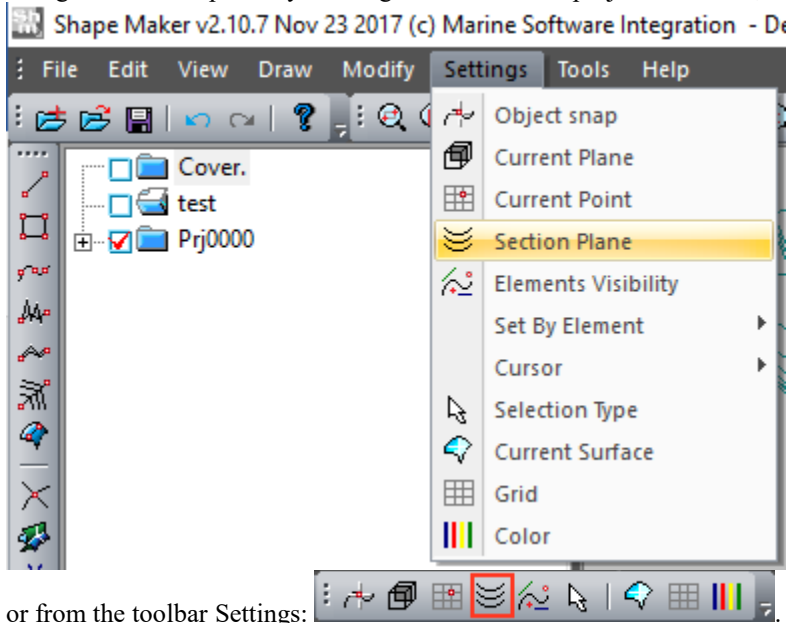 Shape Maker v2.10.7 Nov 23 2017 (c) Marine Software Integration - De
File Edit View Draw Modify Settings Tools Help
Cover.
test
Prj0000
Object snap
Current Plane
Current Point
Section Plane
Elements Visibility
Set By Element
Cursor
Selection Type
Current Surface
Grid
Color
or from the toolbar Settings: .